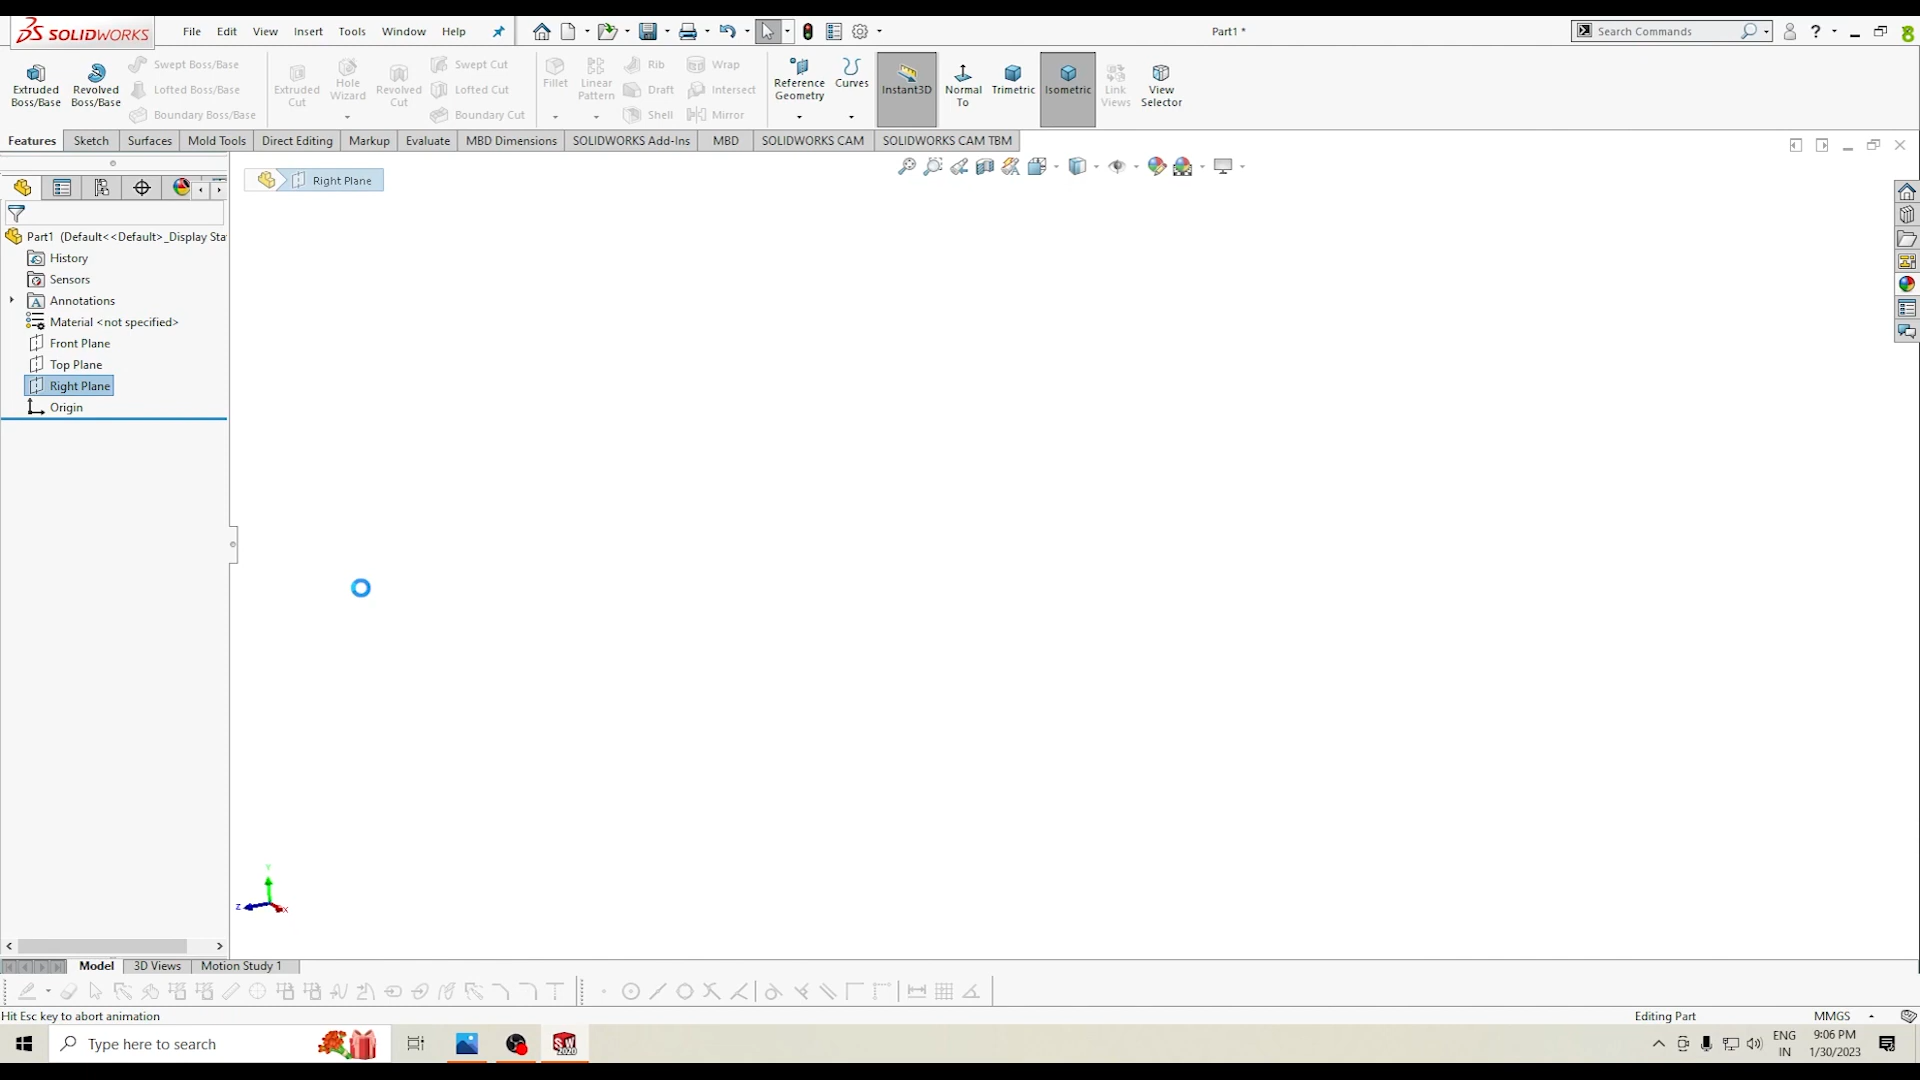 SOLIDWORKS File Edit View Insert Tools Window Help Part1 * Search Commands ?
Extruded Boss/Base
Revolved Boss/Base
Swept Boss/Base
Lofted Boss/Base
Boundary Boss/Base
Extruded Cut
Hole Wizard
Revolved Cut
Swept Cut
Lofted Cut
Boundary Cut
Fillet
Linear Pattern
Rib
Draft
Shell
Wrap
Intersect
Mirror
Reference Geometry
Curves
Instant3D
Normal To
Trimetric
Isometric
Link Views
View Selector
Features Sketch Surfaces Mold Tools Direct Editing Markup Evaluate MBD Dimensions SOLIDWORKS Add-Ins MBD SOLIDWORKS CAM SOLIDWORKS CAM TBM
Right Plane
Part1 (Default<<Default>_Display Sta
History
Sensors
A Annotations
Material <not specified>
Front Plane
Top Plane
Right Plane
Origin
Y
Z X
Model 3D Views Motion Study 1
Hit Esc key to abort animation Editing Part MMGS
Type here to search
SW 2020
ENG
IN
9:06 PM
1/30/2023